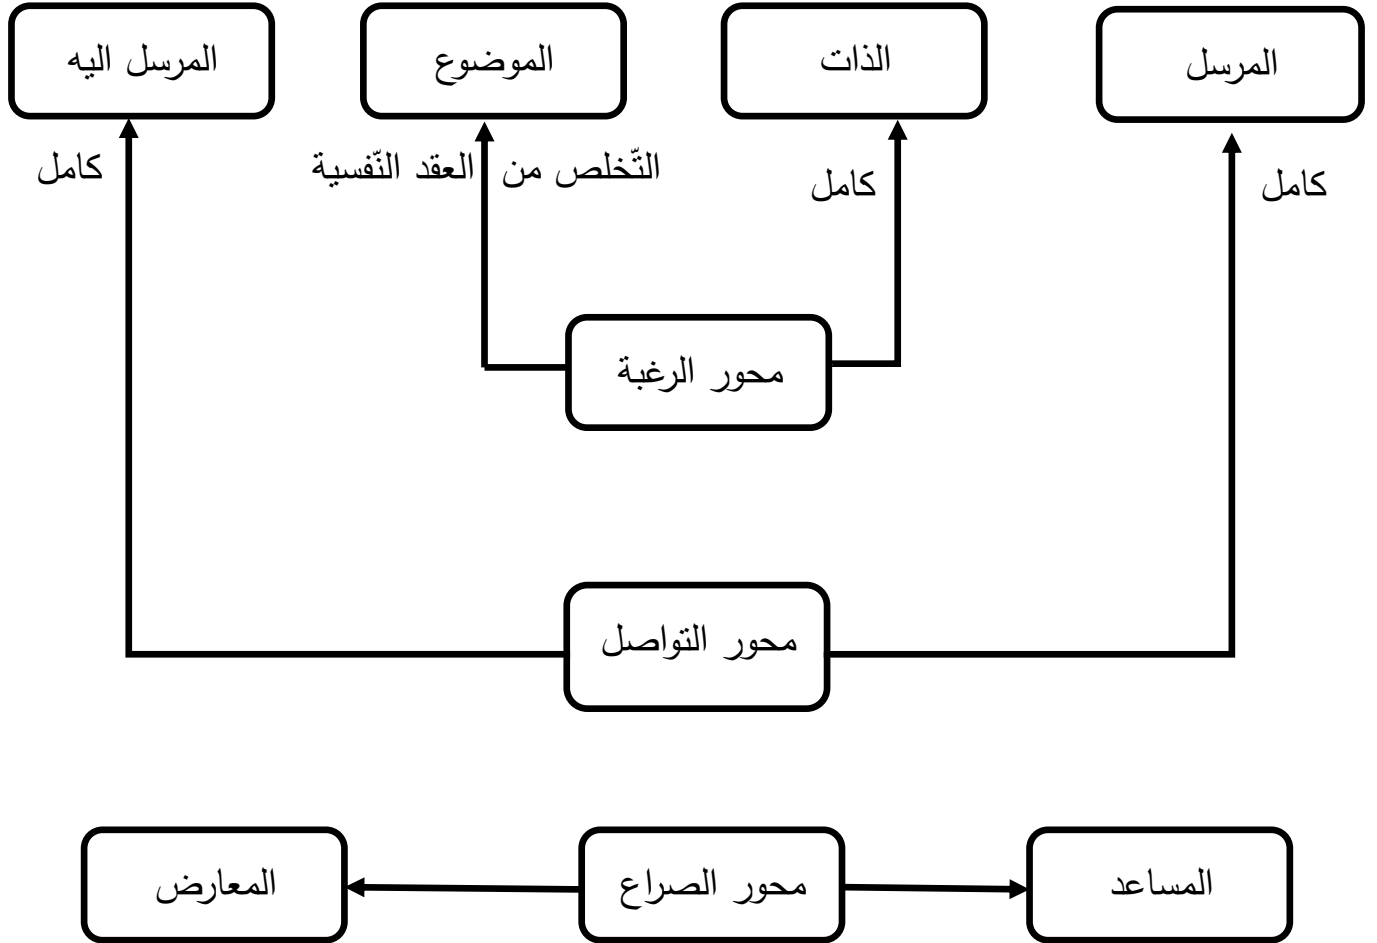 المرسل
الذات
الموضوع
المرسل اليه
كامل
كامل
التّخلص من العقد النّفسية
كامل
محور الرغبة
محور التواصل
المساعد
محور الصراع
المعارض